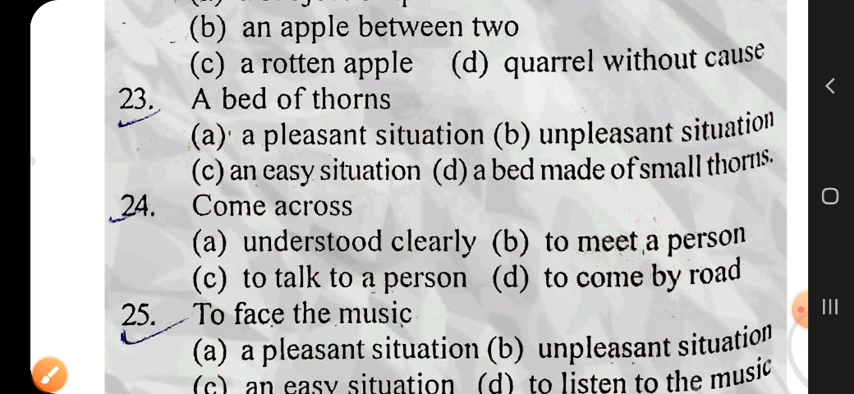 (b) an apple between two
(c) a rotten apple (d) quarrel without cause
23. A bed of thorns
(a) a pleasant situation (b) unpleasant situation
(c) an easy situation (d) a bed made of small thorns.
24. Come across
(a) understood clearly (b) to meet a person
(c) to talk to a person (d) to come by road
25. To face the music
(a) a pleasant situation (b) unpleasant situation
(c) an easy situation (d) to listen to the music